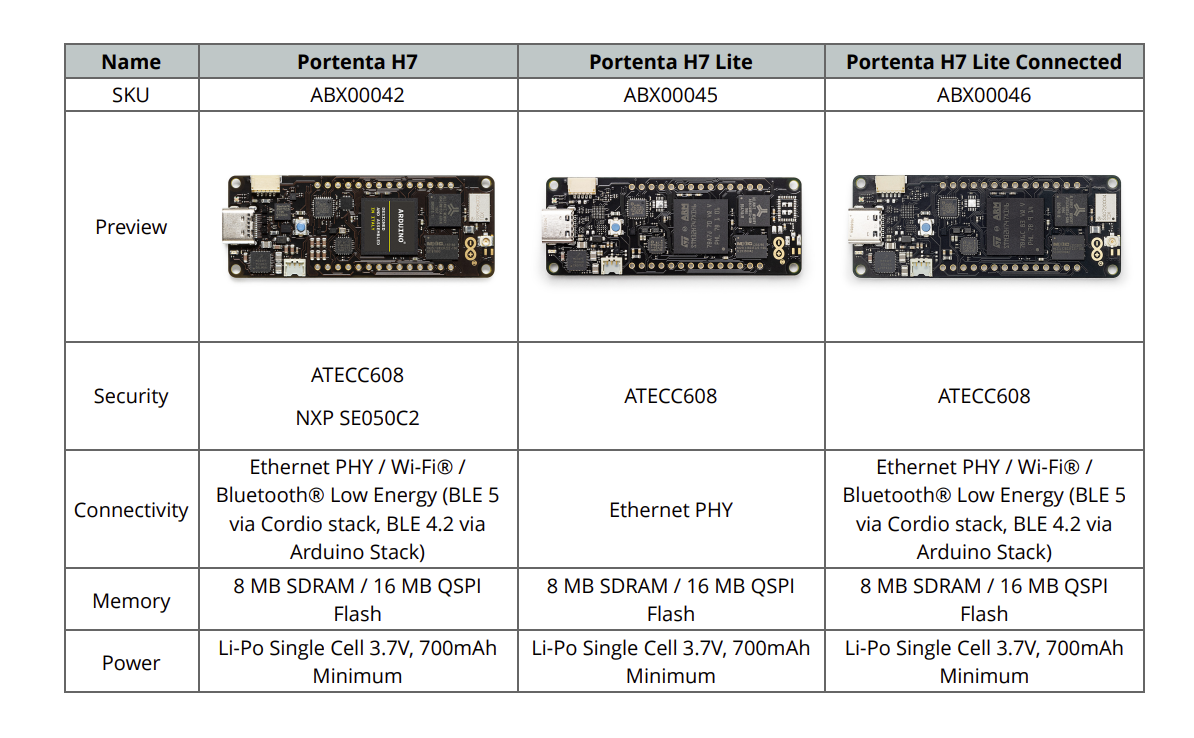 Name Portenta H7 Portenta H7 Lite Portenta H7 Lite Connected
SKU ABX00042 ABX00045 ABX00046
Preview
ARDUINO
Security
ATECC608
NXP SE050C2
ATECC608
ATECC608
Connectivity
Ethernet PHY / Wi-Fi® /
Bluetooth® Low Energy (BLE 5
via Cordio stack, BLE 4.2 via
Arduino Stack)
Ethernet PHY
Ethernet PHY / Wi-Fi® /
Bluetooth® Low Energy (BLE 5
via Cordio stack, BLE 4.2 via
Arduino Stack)
Memory
8 MB SDRAM / 16 MB QSPI
Flash
8 MB SDRAM / 16 MB QSPI
Flash
8 MB SDRAM / 16 MB QSPI
Flash
Power
Li-Po Single Cell 3.7V, 700mAh
Minimum
Li-Po Single Cell 3.7V, 700mAh
Minimum
Li-Po Single Cell 3.7V, 700mAh
Minimum